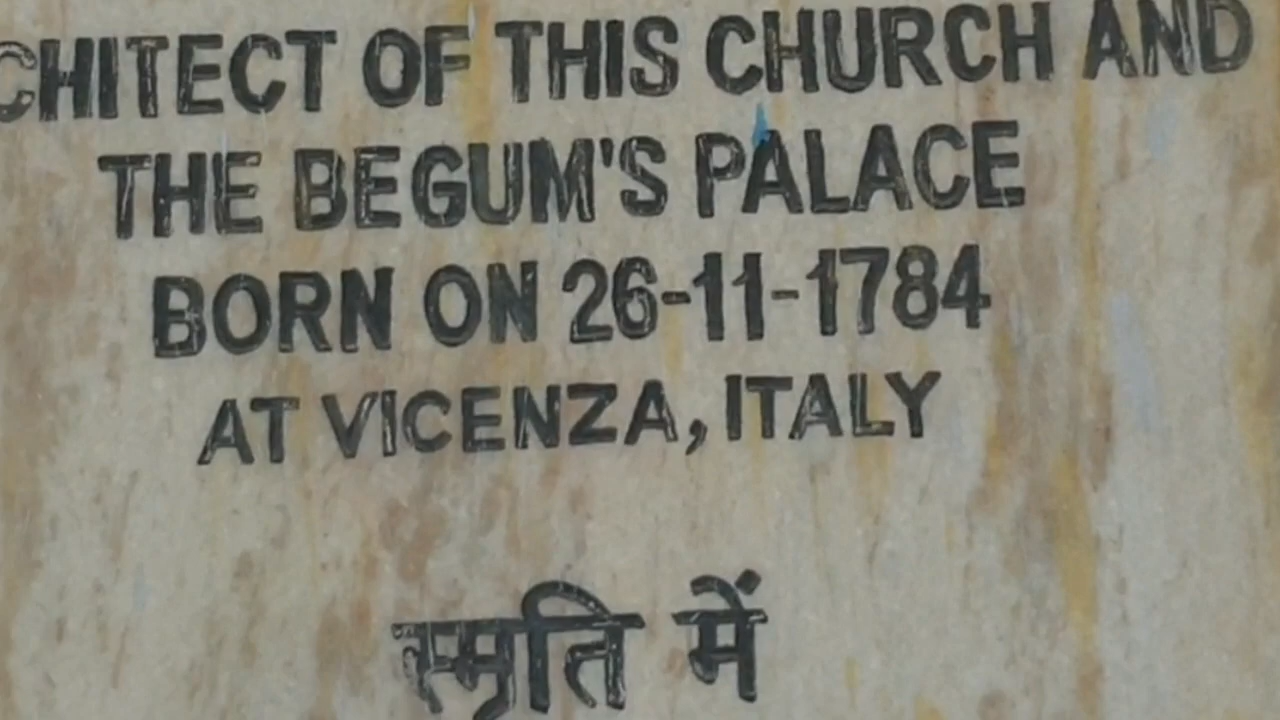 CHITECT OF THIS CHURCH AND
THE BEGUM'S PALACE
BORN ON 26-11-1784
AT VICENZA, ITALY
स्मृति में